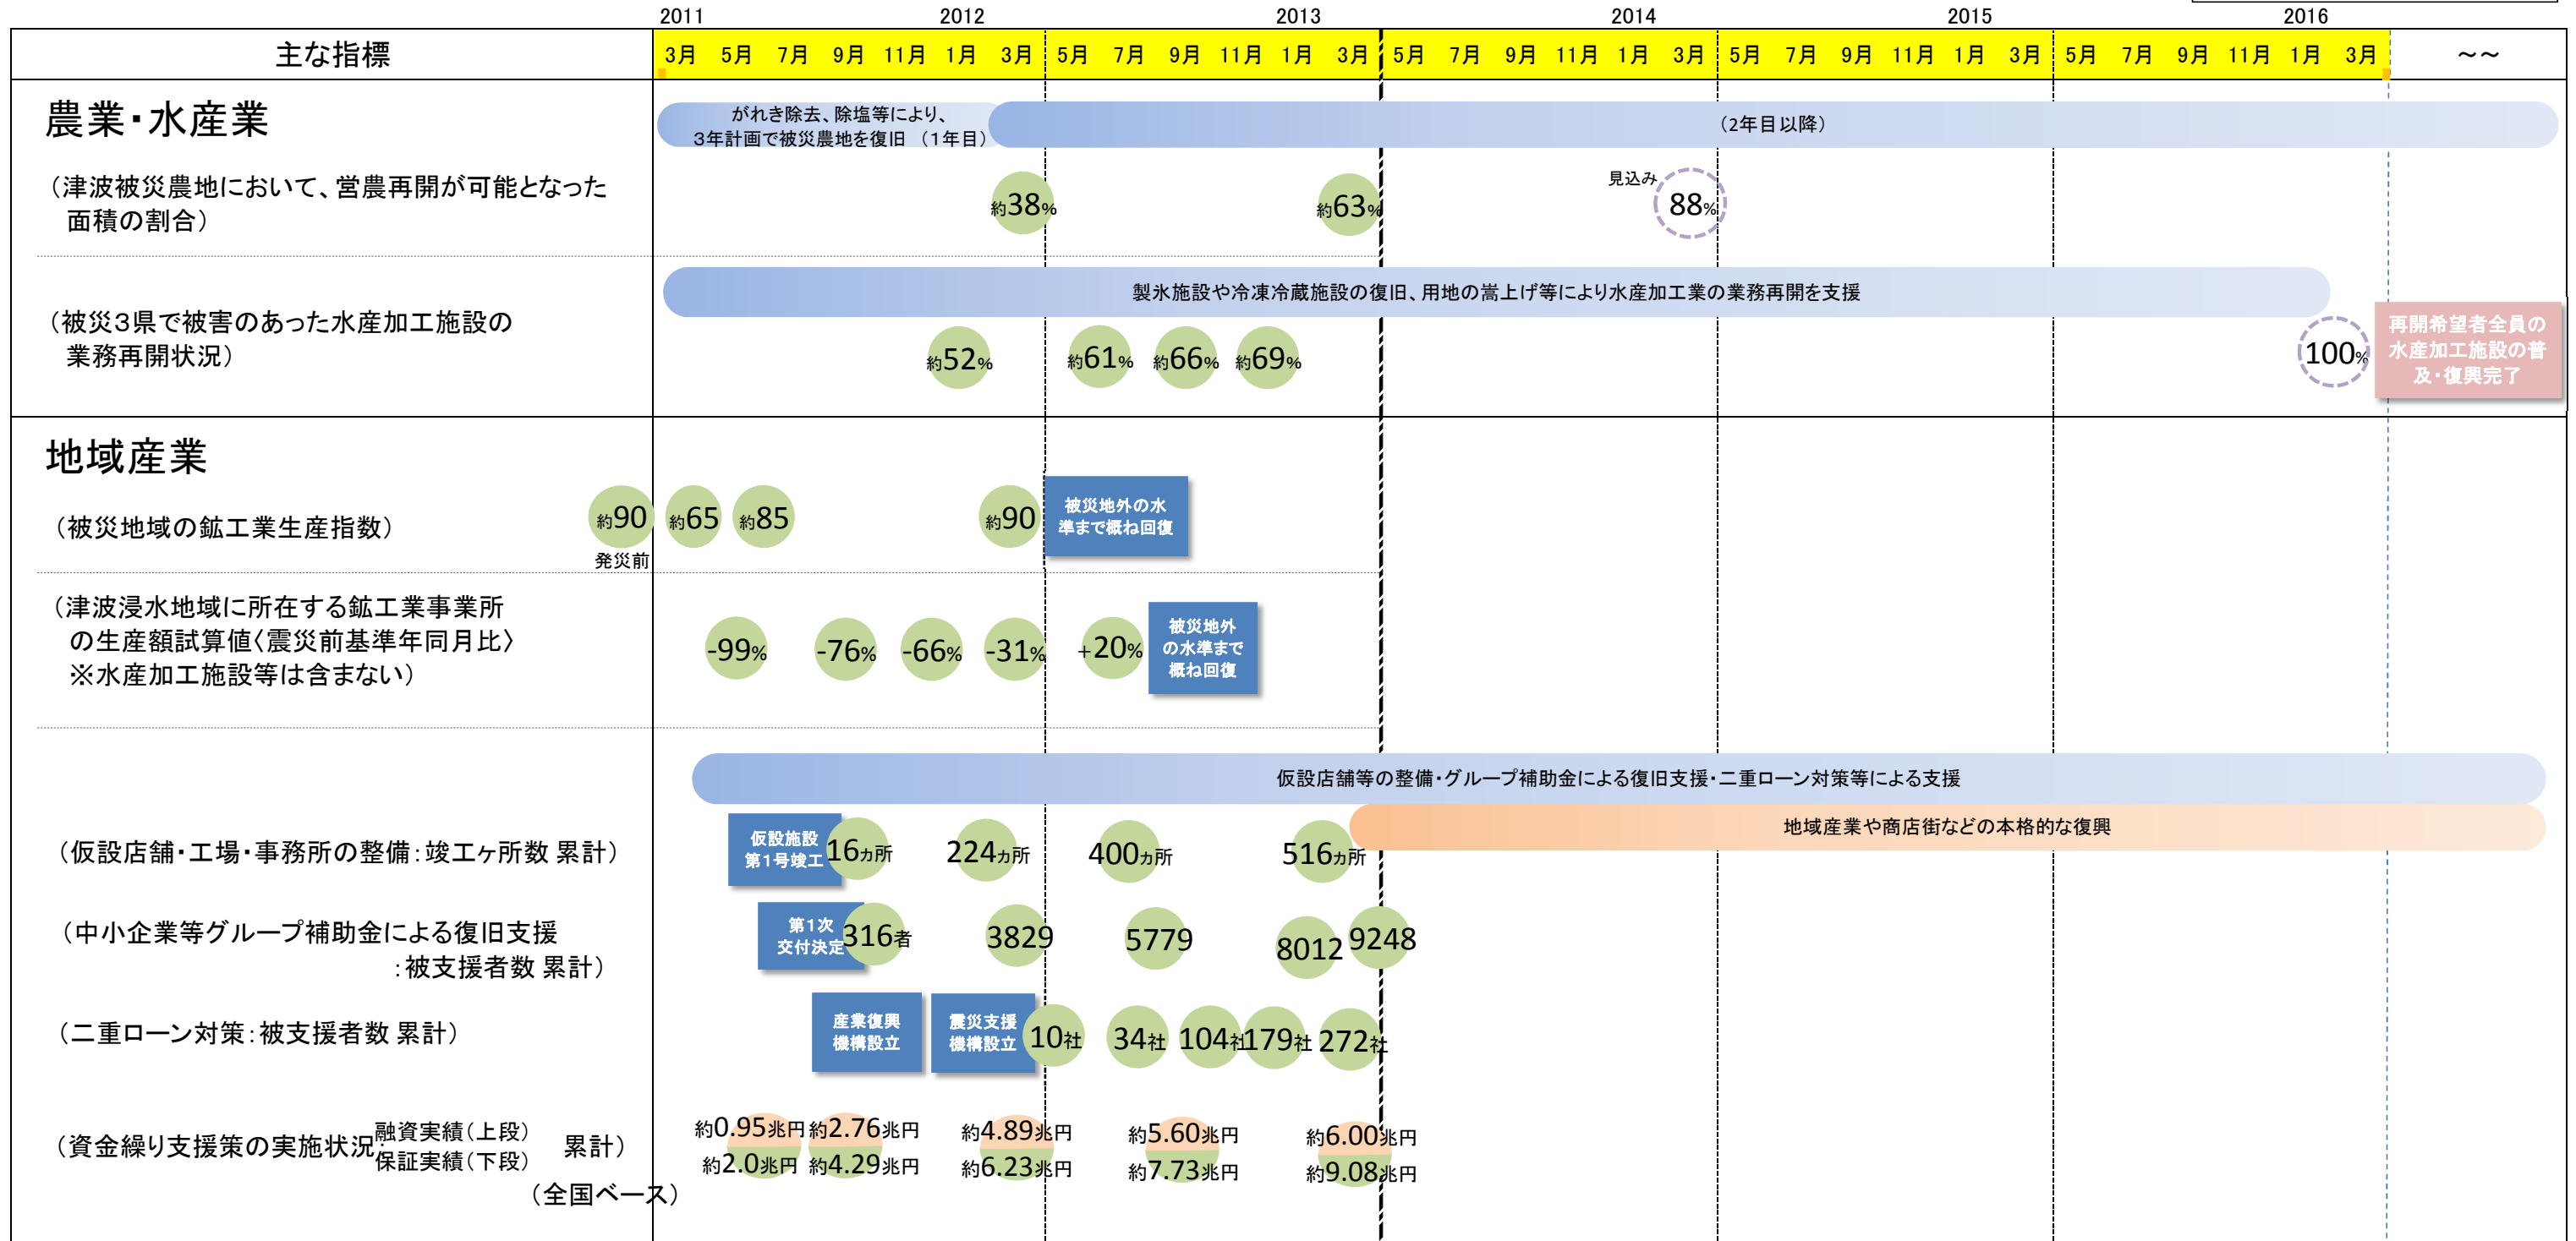 2011 2012 2013 2014 2015 2016
主な指標 3月 5月 7月 9月 11月 1月 3月 5月 7月 9月 11月 1月 3月 5月 7月 9月 11月 1月 3月 5月 7月 9月 11月 1月 3月 5月 7月 9月 11月 1月 3月 ～～
農業・水産業
がれき除去、除塩等により、
3年計画で被災農地を復旧 （1年目）
（2年目以降）
（津波被災農地において、営農再開が可能となった
面積の割合）
約38%
約63%
見込み
88%
製氷施設や冷凍冷蔵施設の復旧、用地の嵩上げ等により水産加工業の業務再開を支援
（被災3県で被害のあった水産加工施設の
業務再開状況）
約52%
約61%
約66%
約69%
100%
再開希望者全員の
水産加工施設の普
及・復興完了
地域産業
（被災地域の鉱工業生産指数）
約90
発災前
約65
約85
約90
被災地外の水
準まで概ね回復
（津波浸水地域に所在する鉱工業事業所
の生産額試算値〈震災前基準年同月比〉
※水産加工施設等は含まない）
-99%
-76%
-66%
-31%
+20%
被災地外
の水準まで
概ね回復
仮設店舗等の整備・グループ補助金による復旧支援・二重ローン対策等による支援
地域産業や商店街などの本格的な復興
（仮設店舗・工場・事務所の整備：竣工ヶ所数 累計）
仮設施設
第1号竣工
16カ所
224カ所
400カ所
516カ所
（中小企業等グループ補助金による復旧支援
：被支援者数 累計）
第1次
交付決定
316者
3829
5779
8012
9248
（二重ローン対策：被支援者数 累計）
産業復興
機構設立
震災支援
機構設立
10社
34社
104社
179社
272社
（資金繰り支援策の実施状況： 融資実績（上段） 累計）
保証実績（下段）
（全国ベース）
約0.95兆円 約2.76兆円 約4.89兆円 約5.60兆円 約6.00兆円
約2.0兆円 約4.29兆円 約6.23兆円 約7.73兆円 約9.08兆円